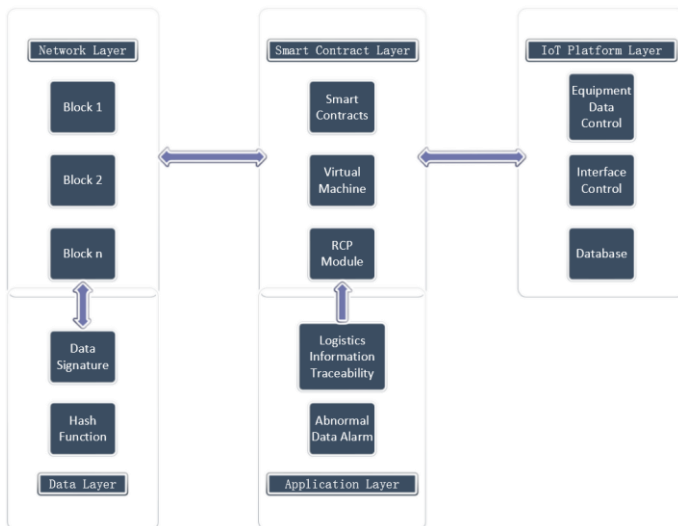 Network Layer
Block 1
Block 2
Block n
Data
Signature
Hash
Function
Data Layer
Smart Contract Layer
Smart
Contracts
Virtual
Machine
RCP
Module
Logistics
Information
Traceability
Abnormal
Data Alarm
Application Layer
IoT Platform Layer
Equipment
Data
Control
Interface
Control
Database